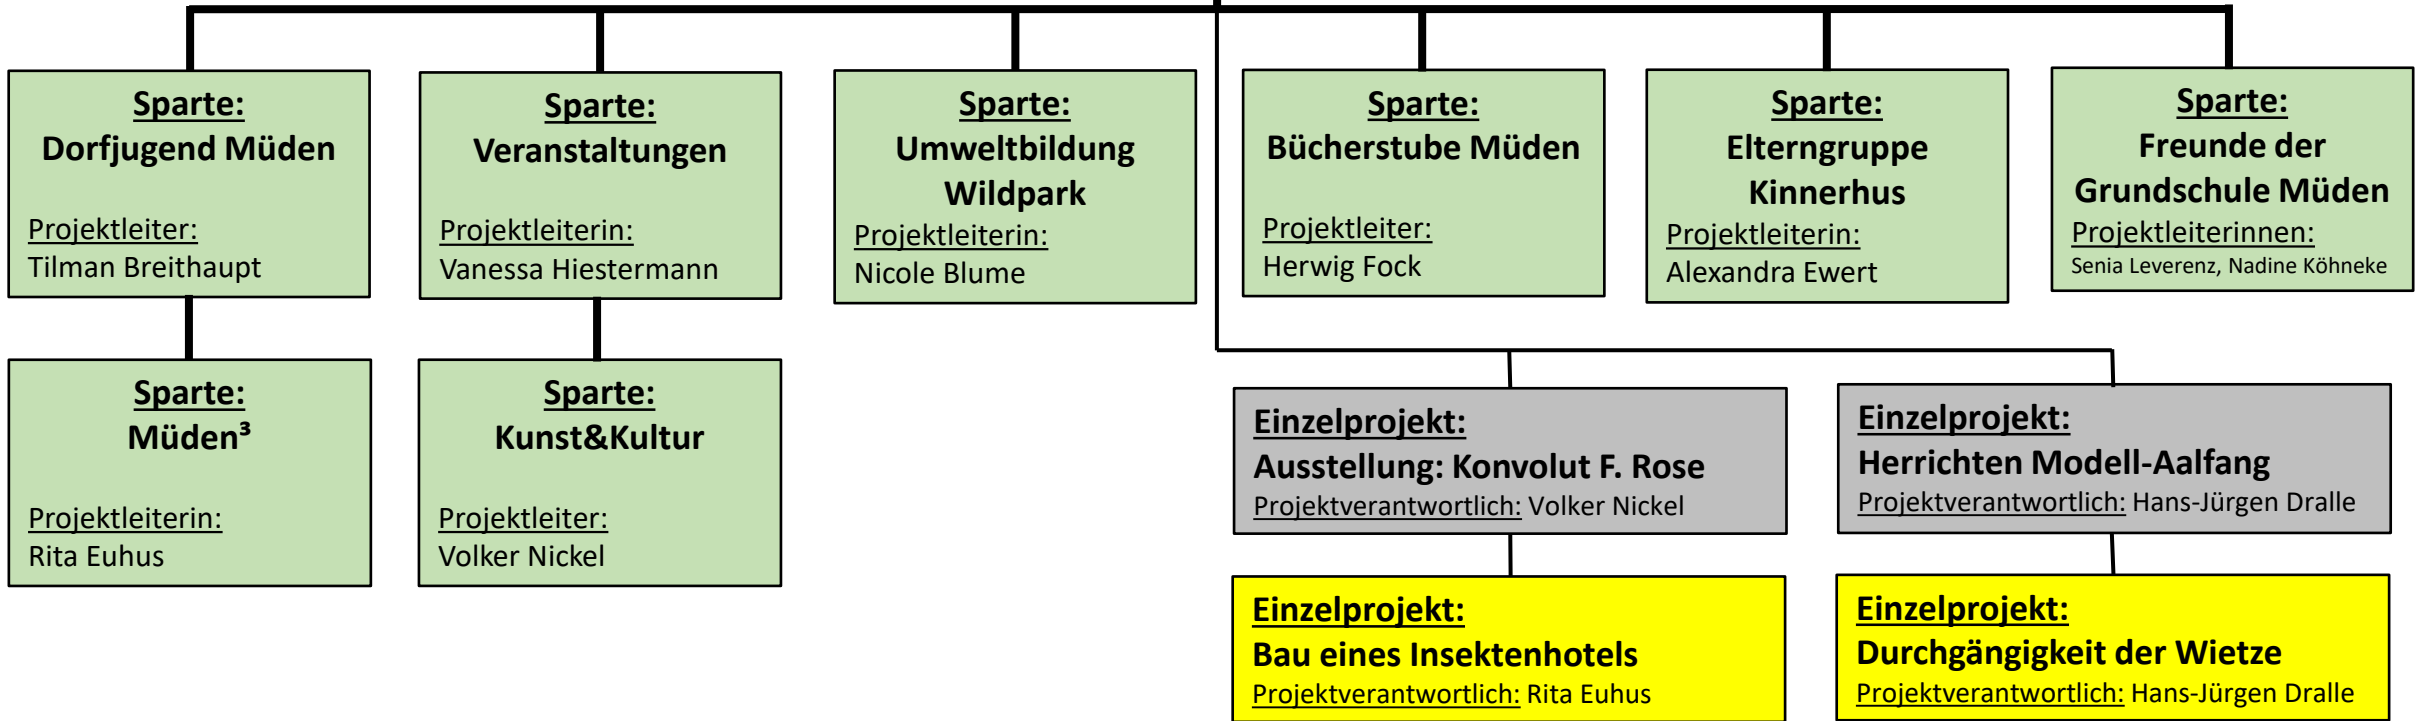 Sparte:
Dorfjugend Müden
Projektleiter:
Tilman Breithaupt
Sparte:
Veranstaltungen
Projektleiterin:
Vanessa Hiestermann
Sparte:
Umweltbildung
Wildpark
Projektleiterin:
Nicole Blume
Sparte:
Bücherstube Müden
Projektleiter:
Herwig Fock
Sparte:
Elterngruppe
Kinnerhus
Projektleiterin:
Alexandra Ewert
Sparte:
Freunde der
Grundschule Müden
Projektleiterinnen:
Senia Leverenz, Nadine Köhneke
Sparte:
Müden³
Projektleiterin:
Rita Euhus
Sparte:
Kunst&Kultur
Projektleiter:
Volker Nickel
Einzelprojekt:
Ausstellung: Konvolut F. Rose
Projektverantwortlich: Volker Nickel
Einzelprojekt:
Herrichten Modell-Aalfang
Projektverantwortlich: Hans-Jürgen Dralle
Einzelprojekt:
Bau eines Insektenhotels
Projektverantwortlich: Rita Euhus
Einzelprojekt:
Durchgängigkeit der Wietze
Projektverantwortlich: Hans-Jürgen Dralle